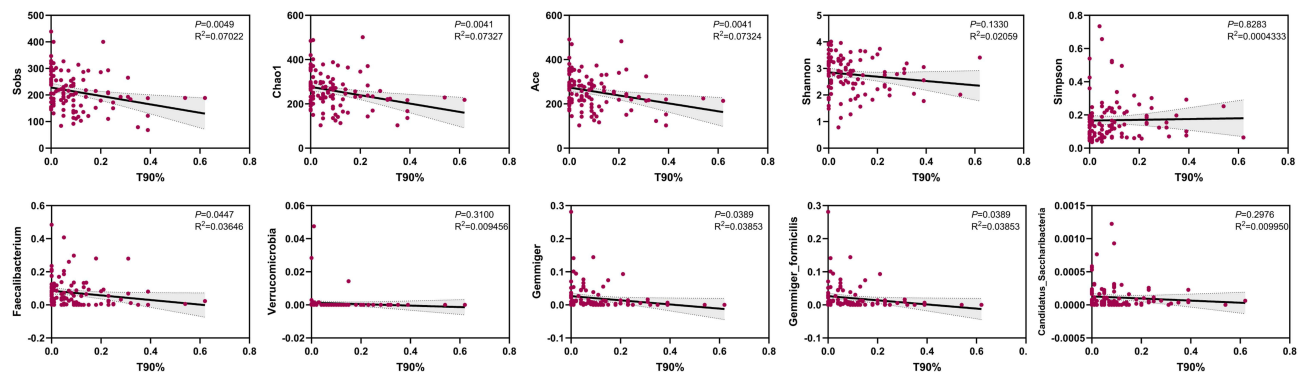 P=0.0049
R²=0.07022
500
400
300
200
100
0
Sobs
0.0 0.2 0.4 0.6 0.8
T90%
P=0.0041
R²=0.07327
600
400
200
0
Chao1
0.0 0.2 0.4 0.6 0.8
T90%
P=0.0041
R²=0.07324
600
400
200
0
Ace
0.0 0.2 0.4 0.6 0.8
T90%
P=0.1330
R²=0.02059
5
4
3
2
1
0
Shannon
0.0 0.2 0.4 0.6 0.8
T90%
P=0.8283
R²=0.0004333
0.8
0.6
0.4
0.2
0.0
Simpson
0.0 0.2 0.4 0.6 0.8
T90%
P=0.0447
R²=0.03646
0.6
0.4
0.2
0.0
-0.2
Faecalibacterium
0.0 0.2 0.4 0.6 0.8
T90%
P=0.3100
R²=0.009456
0.06
0.04
0.02
0.00
-0.02
Verrucomicrobia
0.0 0.2 0.4 0.6 0.8
T90%
P=0.0389
R²=0.03853
0.3
0.2
0.1
0.0
-0.1
Gemmiger
0.0 0.2 0.4 0.6 0.8
T90%
P=0.0389
R²=0.03853
0.3
0.2
0.1
0.0
-0.1
Gemmiger_formicilis
0.0 0.2 0.4 0.6 0.
T90%
P=0.2976
R²=0.009950
0.0015
0.0010
0.0005
0.0000
-0.0005
Candidatus_Saccharibacteria
0.0 0.2 0.4 0.6 0.8
T90%